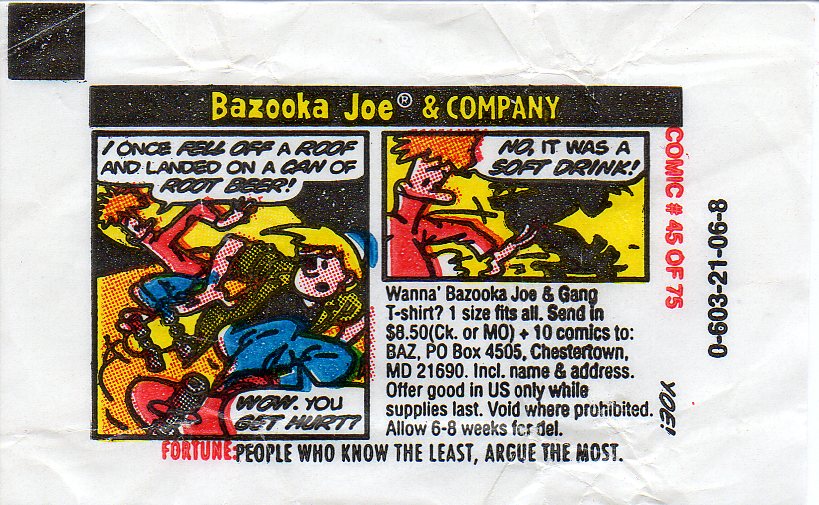 Bazooka Joe® & COMPANY
I ONCE FELL OFF A ROOF
AND LANDED ON A CAN OF
ROOT BEER!
WOW. YOU
GET HURT?
NO, IT WAS A
SOFT DRINK!
Wanna' Bazooka Joe & Gang
T-shirt? 1 size fits all. Send in
$8.50(Ck. or MO) + 10 comics to:
BAZ, PO Box 4505, Chestertown,
MD 21690. Incl. name & address.
Offer good in US only while
supplies last. Void where prohibited.
Allow 6-8 weeks for del.
FORTUNE:PEOPLE WHO KNOW THE LEAST, ARGUE THE MOST.
COMIC # 45 OF 75
YOE!
0-603-21-06-8